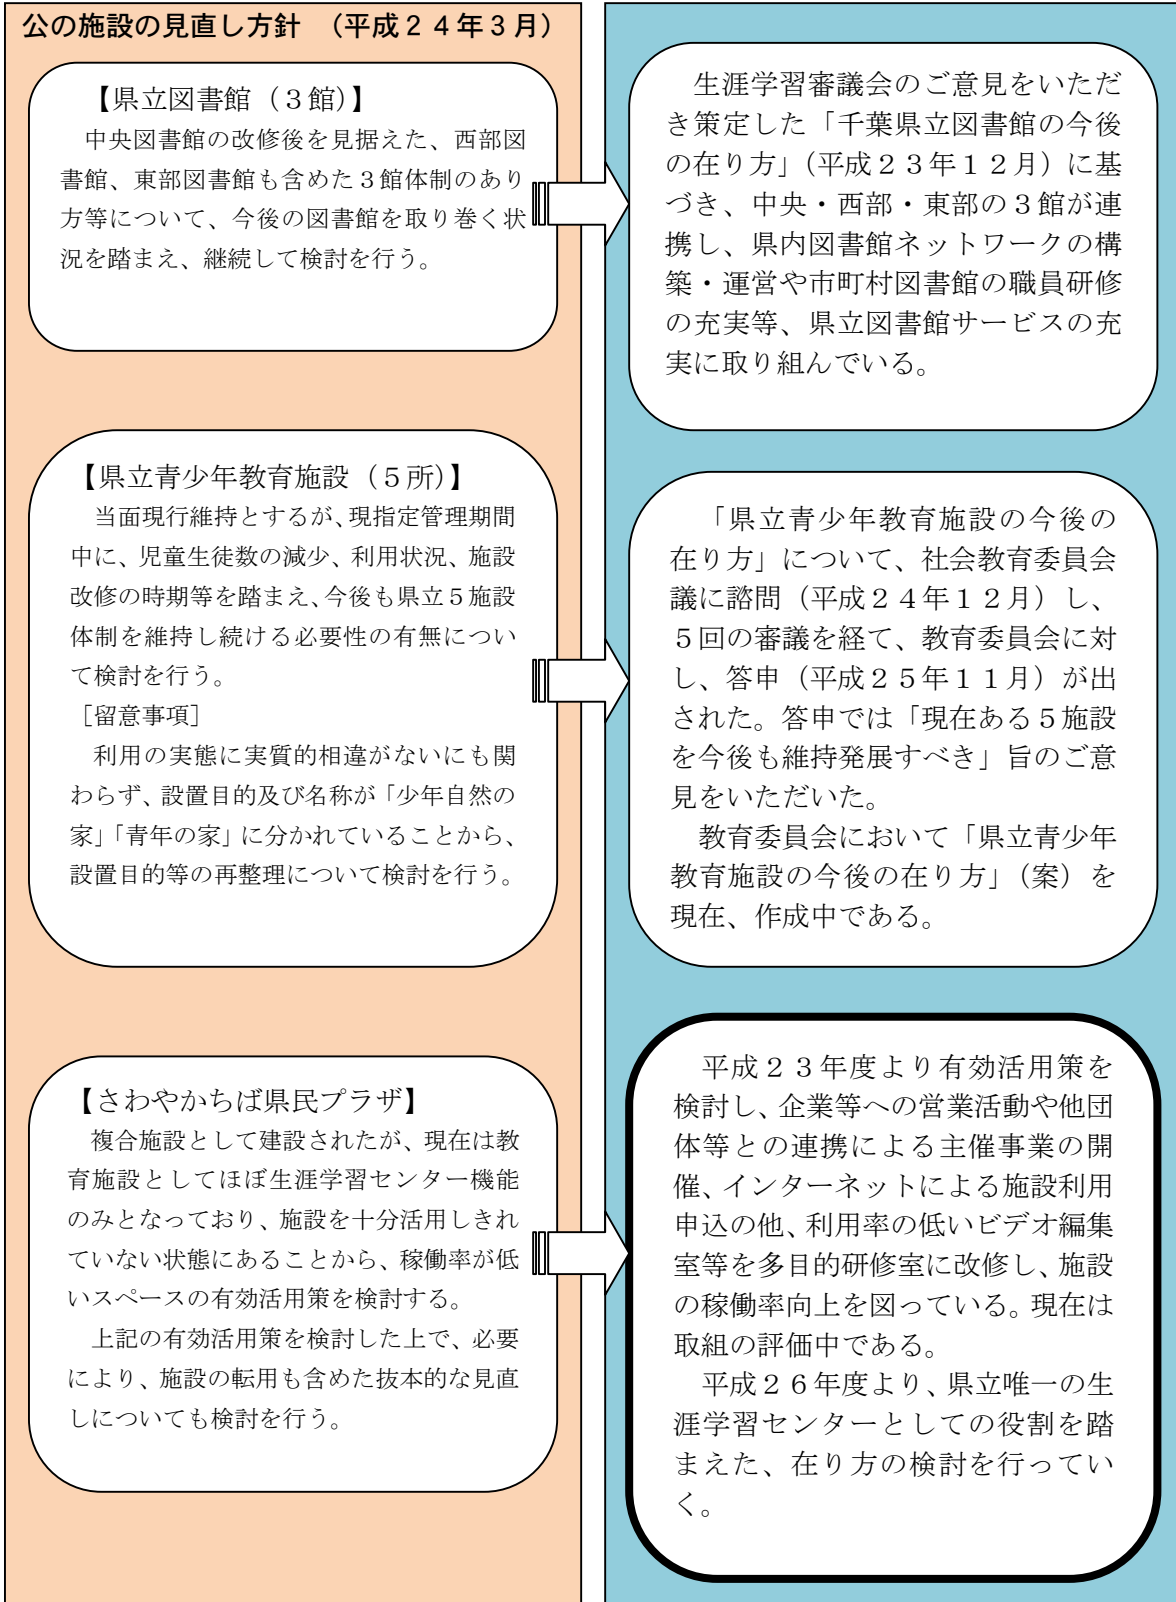 公の施設の見直し方針　（平成２４年３月）
【県立図書館（３館）】
中央図書館の改修後を見据えた、西部図
書館、東部図書館も含めた３館体制のあり
方等について、今後の図書館を取り巻く状
況を踏まえ、継続して検討を行う。
生涯学習審議会のご意見をいただ
き策定した「千葉県立図書館の今後
の在り方」（平成２３年１２月）に基
づき、中央・西部・東部の３館が連
携し、県内図書館ネットワークの構
築・運営や市町村図書館の職員研修
の充実等、県立図書館サービスの充
実に取り組んでいる。
【県立青少年教育施設（５所）】
当面現行維持とするが、現指定管理期間
中に、児童生徒数の減少、利用状況、施設
改修の時期等を踏まえ、今後も県立５施設
体制を維持し続ける必要性の有無につい
て検討を行う。
［留意事項］
利用の実態に実質的相違がないにも関
わらず、設置目的及び名称が「少年自然の
家」「青年の家」に分かれていることから、
設置目的等の再整理について検討を行う。
「県立青少年教育施設の今後の
在り方」について、社会教育委員会
議に諮問（平成２４年１２月）し、
５回の審議を経て、教育委員会に対
し、答申（平成２５年１１月）が出
された。答申では「現在ある５施設
を今後も維持発展すべき」旨のご意
見をいただいた。
教育委員会において「県立青少年
教育施設の今後の在り方」（案）を
現在、作成中である。
【さわやかちば県民プラザ】
複合施設として建設されたが、現在は教
育施設としてほぼ生涯学習センター機能
のみとなっており、施設を十分活用しきれ
ていない状態にあることから、稼働率が低
いスペースの有効活用策を検討する。
上記の有効活用策を検討した上で、必要
により、施設の転用も含めた抜本的な見直
しについても検討を行う。
平成２３年度より有効活用策を
検討し、企業等への営業活動や他団
体等との連携による主催事業の開
催、インターネットによる施設利用
申込の他、利用率の低いビデオ編集
室等を多目的研修室に改修し、施設
の稼働率向上を図っている。現在は
取組の評価中である。
平成２６年度より、県立唯一の生
涯学習センターとしての役割を踏
まえた、在り方の検討を行ってい
く。